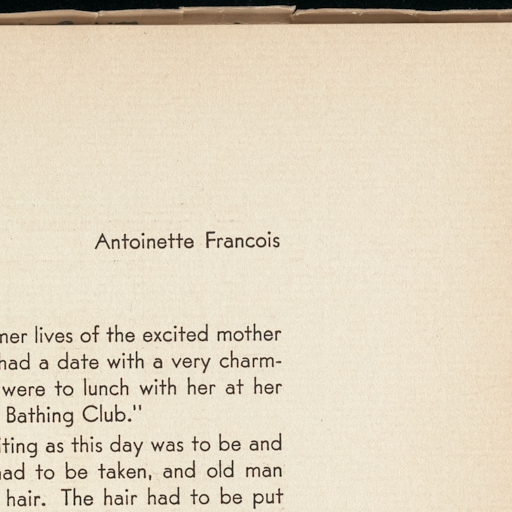 Antoinette Francois
mer lives of the excited mother
had a date with a very charm-
were to lunch with her at her
Bathing Club."
iting as this day was to be and
had to be taken, and old man
hair. The hair had to be put